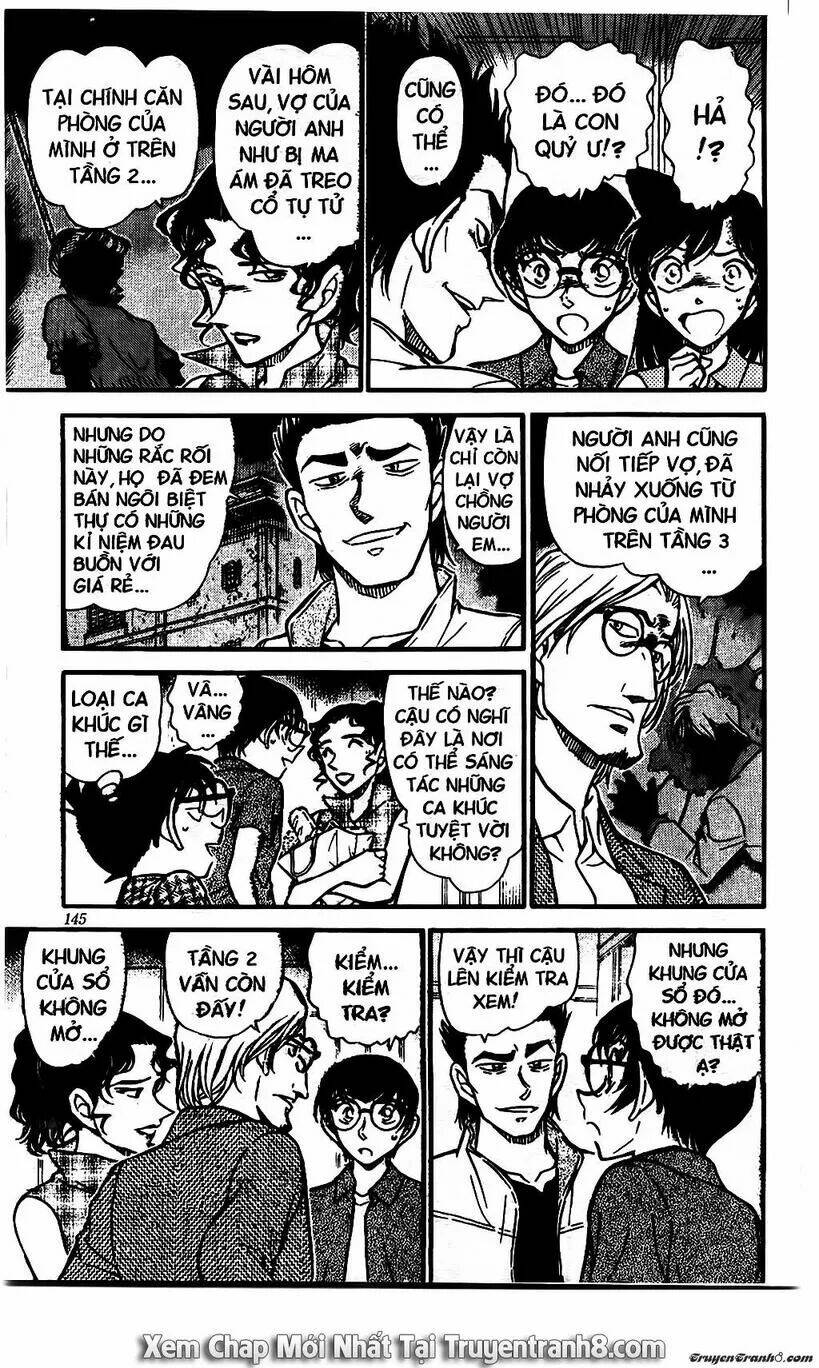 HẢ
!?
ĐÓ... ĐÓ
LÀ CON
QUỶ Ư!?
CŨNG
CÓ
THỂ
...
VÀI HÔM
SAU, VỢ CỦA
NGƯỜI ANH
NHƯ BỊ MA
ÁM ĐÃ TREO
CỔ TỰ TỬ
...
TẠI CHÍNH CĂN
PHÒNG CỦA
MÌNH Ở TRÊN
TẦNG 2...
NGƯỜI ANH CŨNG
NỐI TIẾP VỢ, ĐÃ
NHẢY XUỐNG TỪ
PHÒNG CỦA MÌNH
TRÊN TẦNG 3
...
VẬY LÀ
CHỈ CÒN
LẠI VỢ
CHỒNG
NGƯỜI
EM...
NHƯNG DO
NHỮNG RẮC RỐI
NÀY, HỌ ĐÃ ĐEM
BÁN NGÔI BIỆT
THỰ CÓ NHỮNG
KỈ NIỆM ĐAU
BUỒN VỚI
GIÁ RẺ...
THẾ NÀO?
CẬU CÓ NGHĨ
ĐÂY LÀ NƠI
CÓ THỂ SÁNG
TÁC NHỮNG
CA KHÚC
TUYỆT VỜI
KHÔNG?
VÂ...
VÂNG
...
LOẠI CA
KHÚC GÌ
THẾ...
145
NHƯNG
KHUNG CỬA
SỔ ĐÓ...
KHÔNG MỞ
ĐƯỢC THẬT
Ạ?
VẬY THÌ CẬU
LÊN KIỂM TRA
XEM!
KIỂM...
KIỂM
TRA?
TẦNG 2
VẪN CÒN
ĐẤY!
KHUNG
CỬA SỔ
KHÔNG
MỞ...
Xem Chap Mới Nhất Tại Truyentranh8.com
TruyenTranh8.com